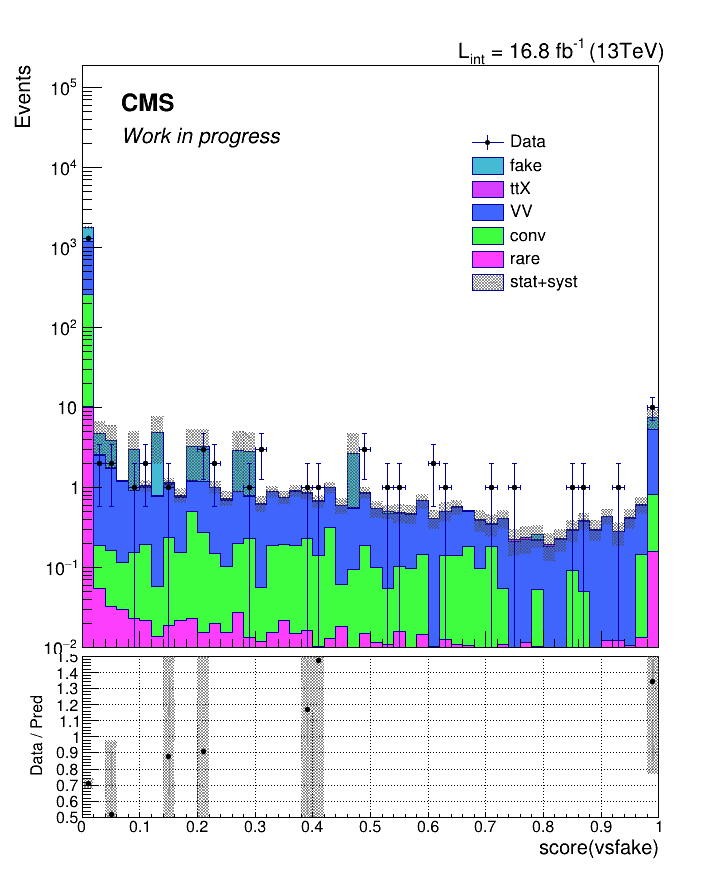 L_int = 16.8 fb^-1 (13TeV)
Events
CMS
Work in progress
Data
fake
ttX
VV
conv
rare
stat+syst
10^5
10^4
10^3
10^2
10
1
10^-1
10^-2
Data / Pred
1.5
1.4
1.3
1.2
1.1
1
0.9
0.8
0.7
0.6
0.5
0 0.1 0.2 0.3 0.4 0.5 0.6 0.7 0.8 0.9 1
score(vsfake)